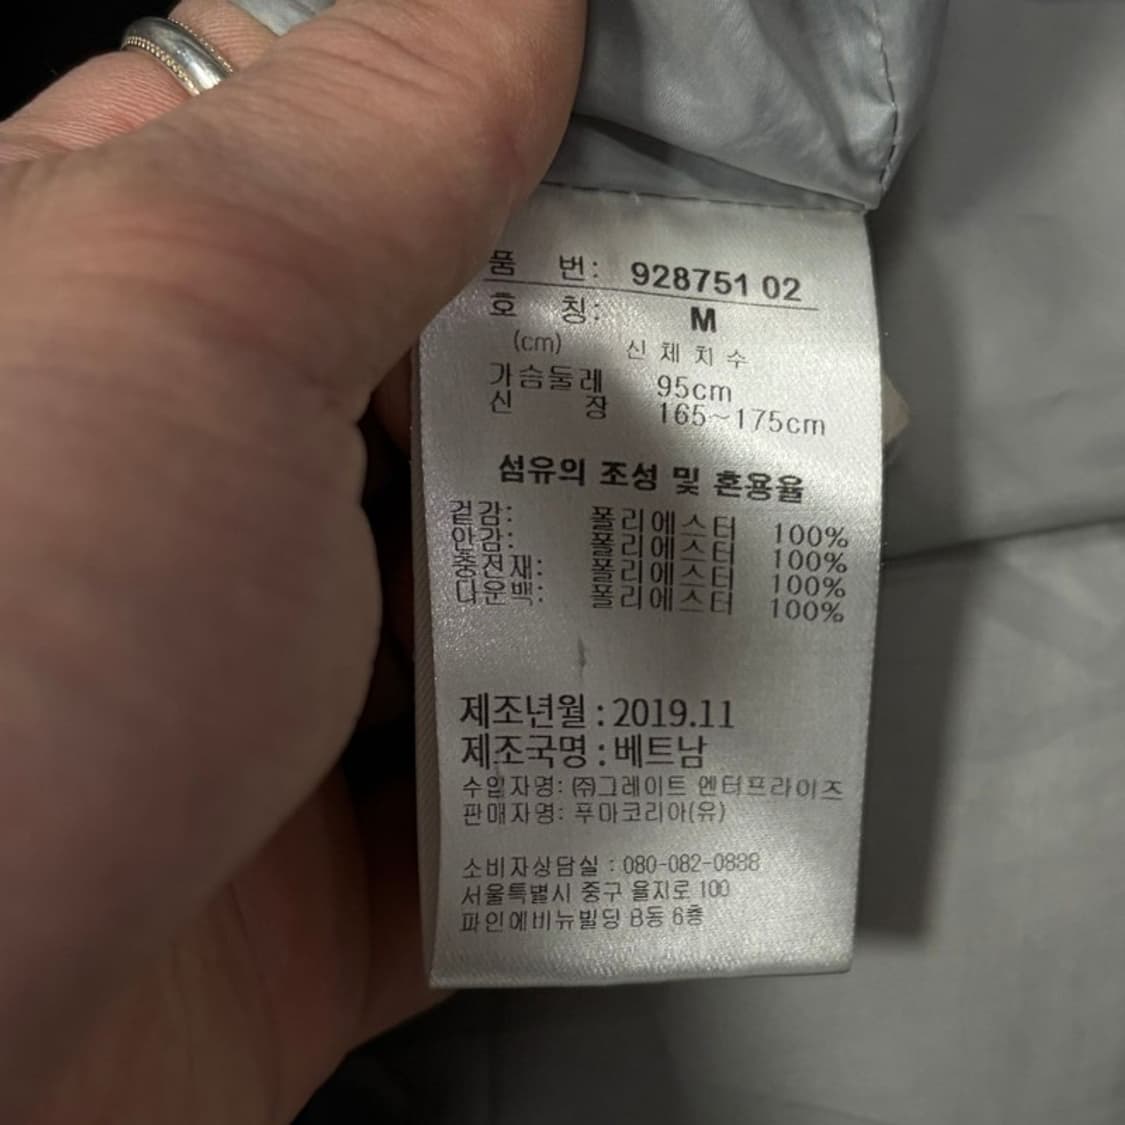 품 번: 928751 02
호 칭: M
(cm) 신체치수
가슴둘레 95cm
신 장 165~175cm
섬유의 조성 및 혼용율
겉감: 폴리에스터 100%
안감: 폴리에스터 100%
충전재: 폴리에스터 100%
다운백: 폴리에스터 100%
제조년월 : 2019.11
제조국명 : 베트남
수입자명: ㈜그레이트 엔터프라이즈
판매자명: 푸마코리아(유)
소비자상담실 : 080-082-0888
서울특별시 중구 을지로 100
파인에비뉴빌딩 B동 6층